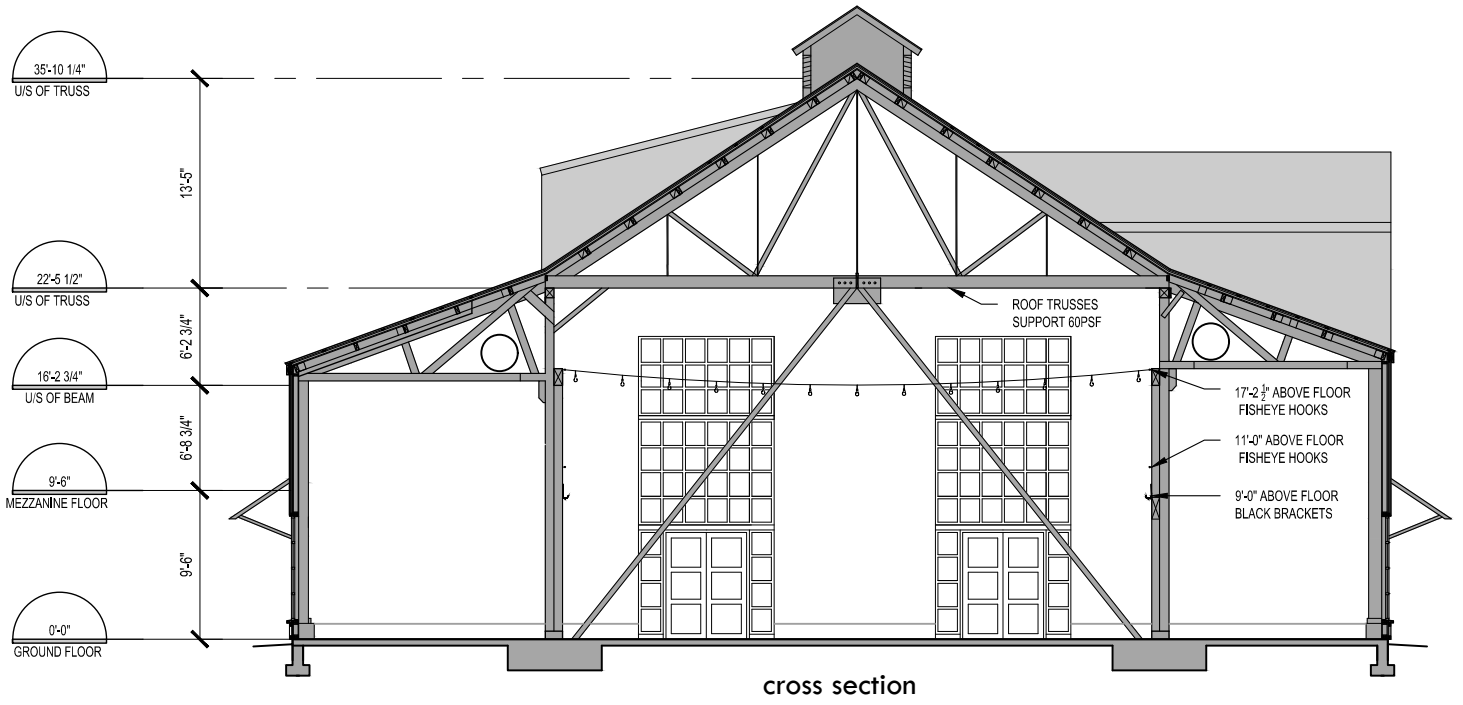 35'-10 1/4"
U/S OF TRUSS
13'-5"
22'-5 1/2"
U/S OF TRUSS
6'-2 3/4"
16'-2 3/4"
U/S OF BEAM
6'-8 3/4"
9'-6"
MEZZANINE FLOOR
9'-6"
0'-0"
GROUND FLOOR
ROOF TRUSSES
SUPPORT 60PSF
17'-2 1/2" ABOVE FLOOR
FISHEYE HOOKS
11'-0" ABOVE FLOOR
FISHEYE HOOKS
9'-0" ABOVE FLOOR
BLACK BRACKETS
cross section